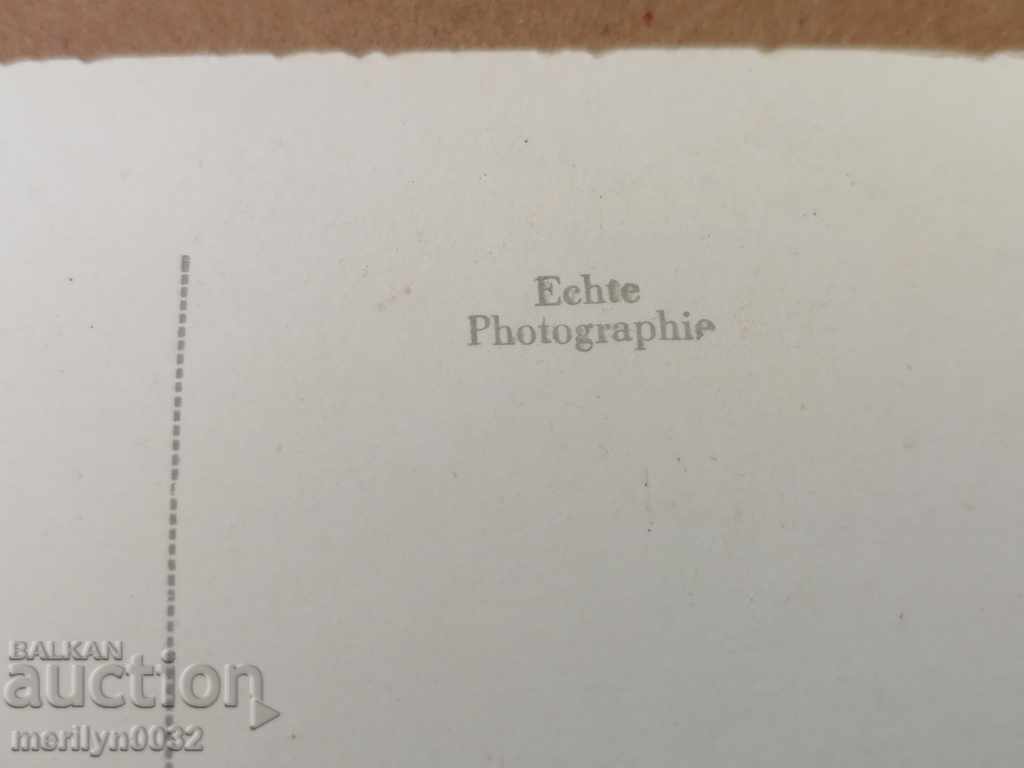 Echte
Photographie
BALKAN
auction
merilyn0032